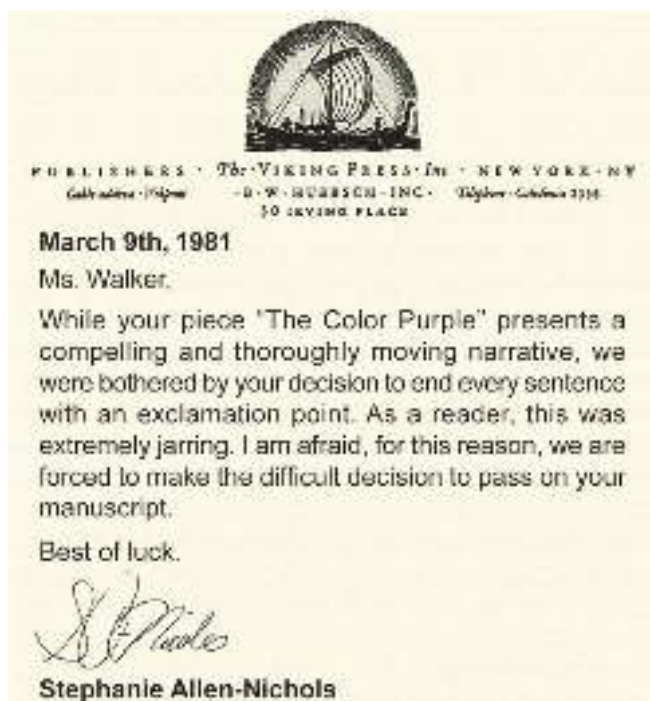 PUBLISHERS · The · VIKING PRESS · Inc · NEW YORK · NY
· B · W · HUEBSCH · INC ·
30 IRVING PLACE
March 9th, 1981
Ms. Walker.
While your piece "The Color Purple" presents a
compelling and thoroughly moving narrative, we
were bothered by your decision to end every sentence
with an exclamation point. As a reader, this was
extremely jarring. I am afraid, for this reason, we are
forced to make the difficult decision to pass on your
manuscript.
Best of luck.
Stephanie Allen-Nichols